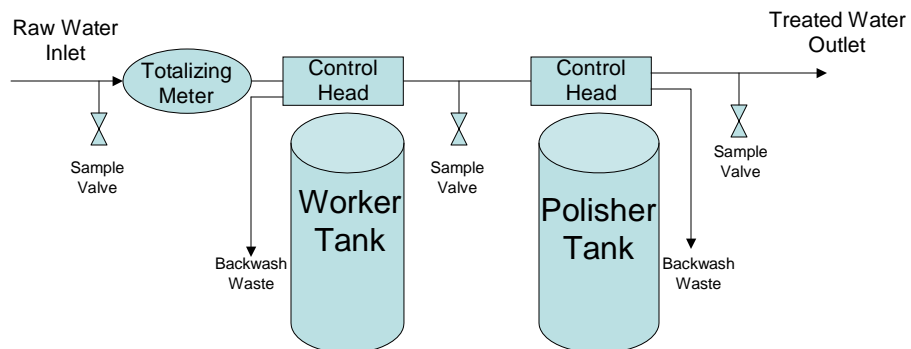 Raw Water
Inlet
Totalizing
Meter
Control
Head
Control
Head
Treated Water
Outlet
Sample
Valve
Sample
Valve
Sample
Valve
Worker
Tank
Polisher
Tank
Backwash
Waste
Backwash
Waste